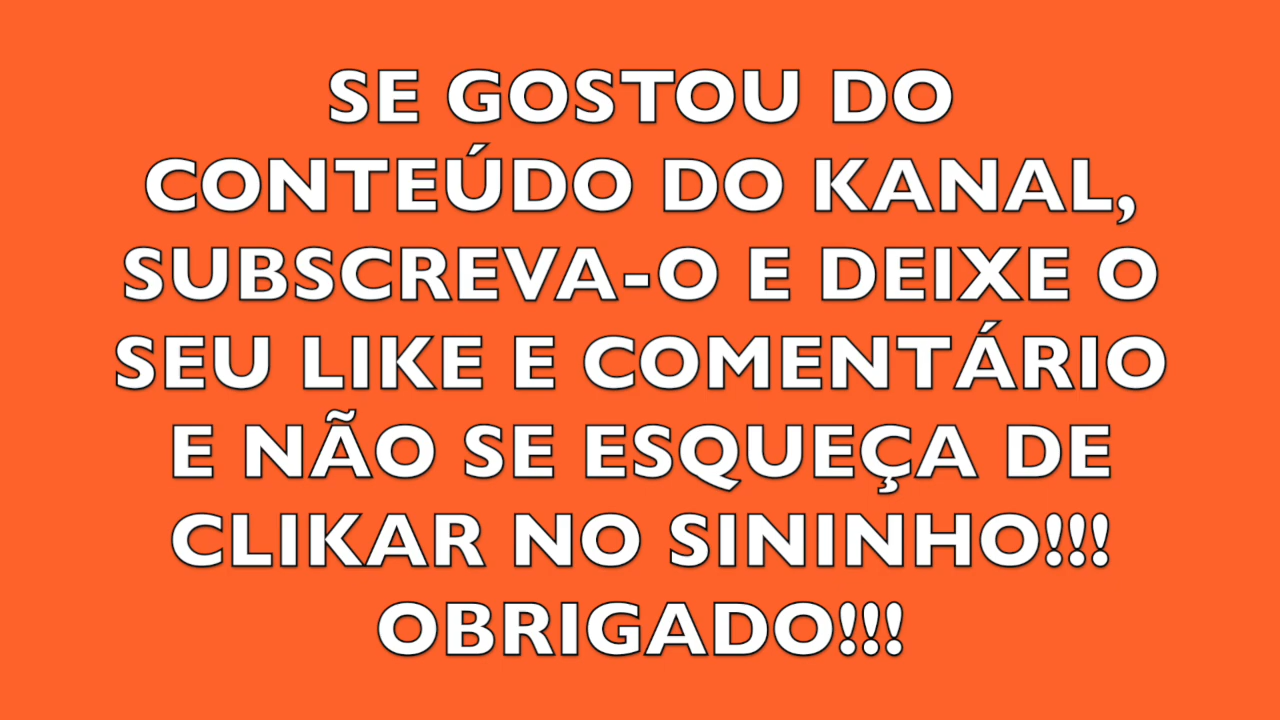 SE GOSTOU DO
CONTEÚDO DO KANAL,
SUBSCREVA-O E DEIXE O
SEU LIKE E COMENTÁRIO
E NÃO SE ESQUEÇA DE
CLIKAR NO SININHO!!!
OBRIGADO!!!